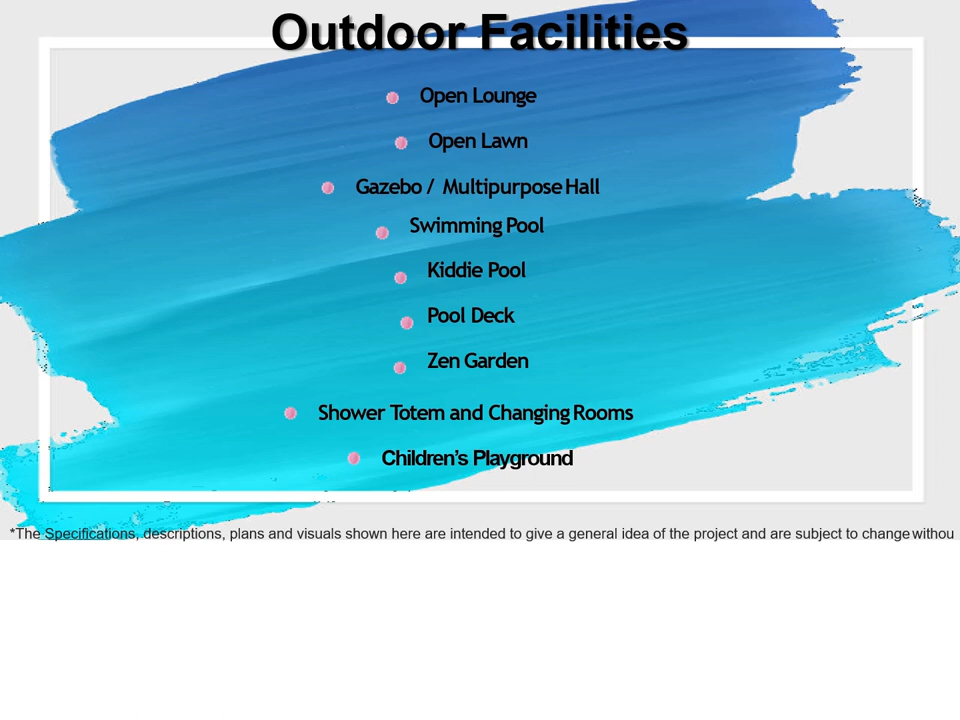 Outdoor Facilities
Open Lounge
Open Lawn
Gazebo / Multipurpose Hall
Swimming Pool
Kiddie Pool
Pool Deck
Zen Garden
Shower Totem and Changing Rooms
Children’s Playground
*The Specifications, descriptions, plans and visuals shown here are intended to give a general idea of the project and are subject to change withou